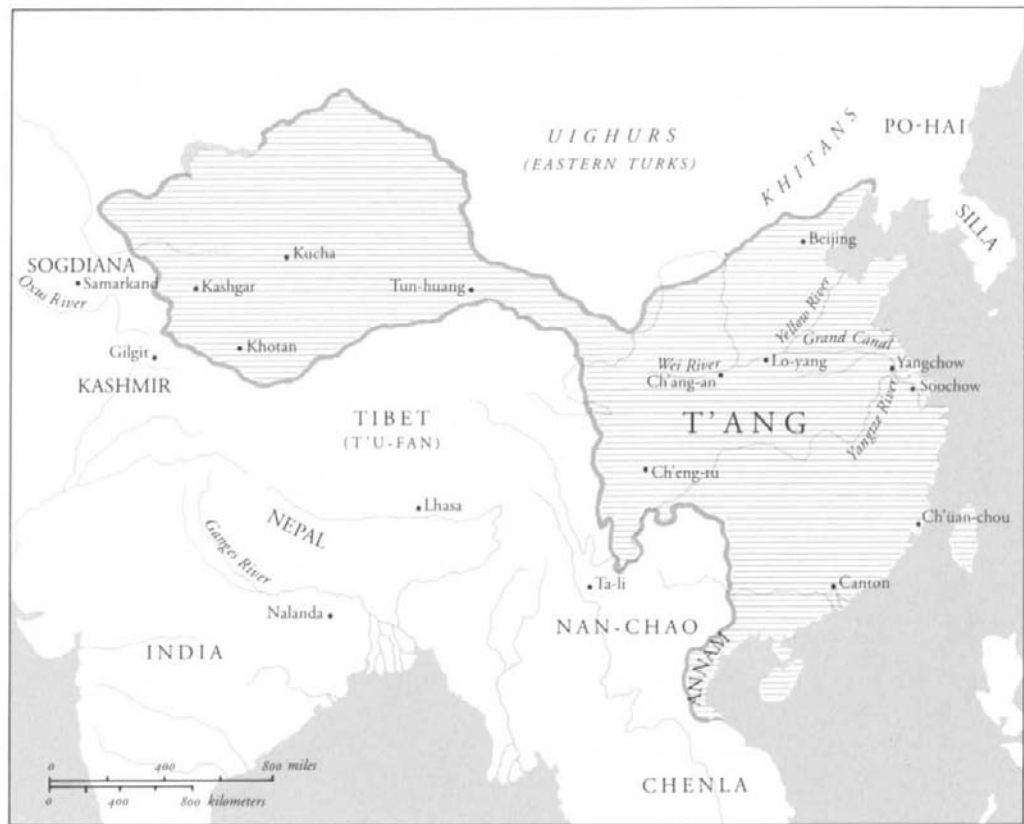 UIGHURS
(EASTERN TURKS)
KHITANS
PO-HAI
SILLA
Beijing
Kucha
SOGDIANA
Samarkand
Oxus River
Kashgar
Tun-huang
Yellow River
Grand Canal
Gilgit
Khotan
Wei River
Lo-yang
Yangchow
KASHMIR
Ch'ang-an
Soochow
TIBET
(T'U-FAN)
T'ANG
Yangtze River
Ch'eng-tu
Lhasa
NEPAL
Ganges River
Ch'üan-chou
Ta-li
Canton
Nalanda
NAN-CHAO
INDIA
ANNAM
0 400 800 miles
0 400 800 kilometers
CHENLA